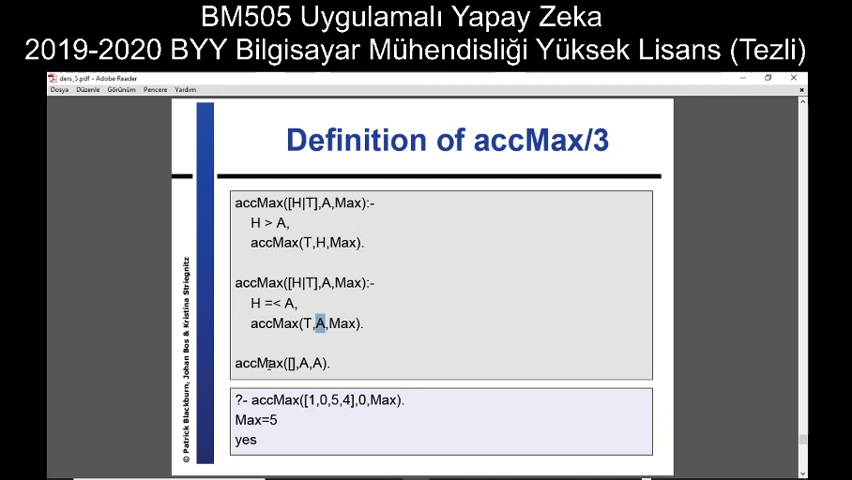 BM505 Uygulamalı Yapay Zeka
2019-2020 BYY Bilgisayar Mühendisliği Yüksek Lisans (Tezli)
ders_5.pdf - Adobe Reader
Dosya Düzenle Görünüm Pencere Yardım
Definition of accMax/3
accMax([H|T],A,Max):-
H > A,
accMax(T,H,Max).
accMax([H|T],A,Max):-
H =< A,
accMax(T,A,Max).
accMax([],A,A).
?- accMax([1,0,5,4],0,Max).
Max=5
yes
© Patrick Blackburn, Johan Bos & Kristina Striegnitz